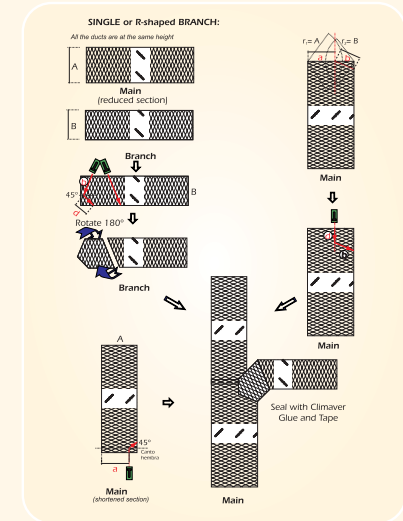 SINGLE or R-shaped BRANCH:
All the ducts are at the same height
A
Main
(reduced section)
B
Branch
45°
d
B
Rotate 180°
Branch
r₁= A
r₂= B
a
b
Main
Main
A
45°
Canto
hembra
a
Main
(shortened section)
Seal with Climaver
Glue and Tape
Main